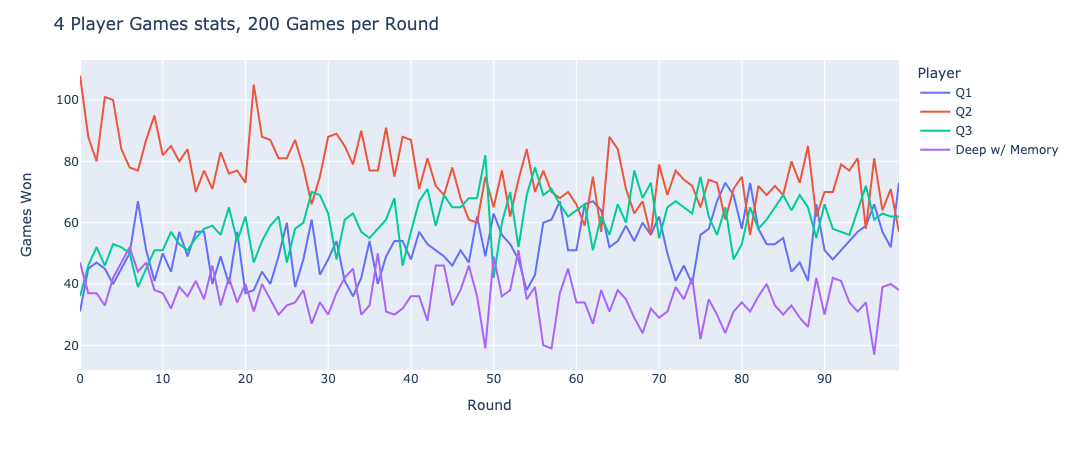 4 Player Games stats, 200 Games per Round
Games Won
100
80
60
40
20
0 10 20 30 40 50 60 70 80 90
Round
Player
Q1
Q2
Q3
Deep w/ Memory